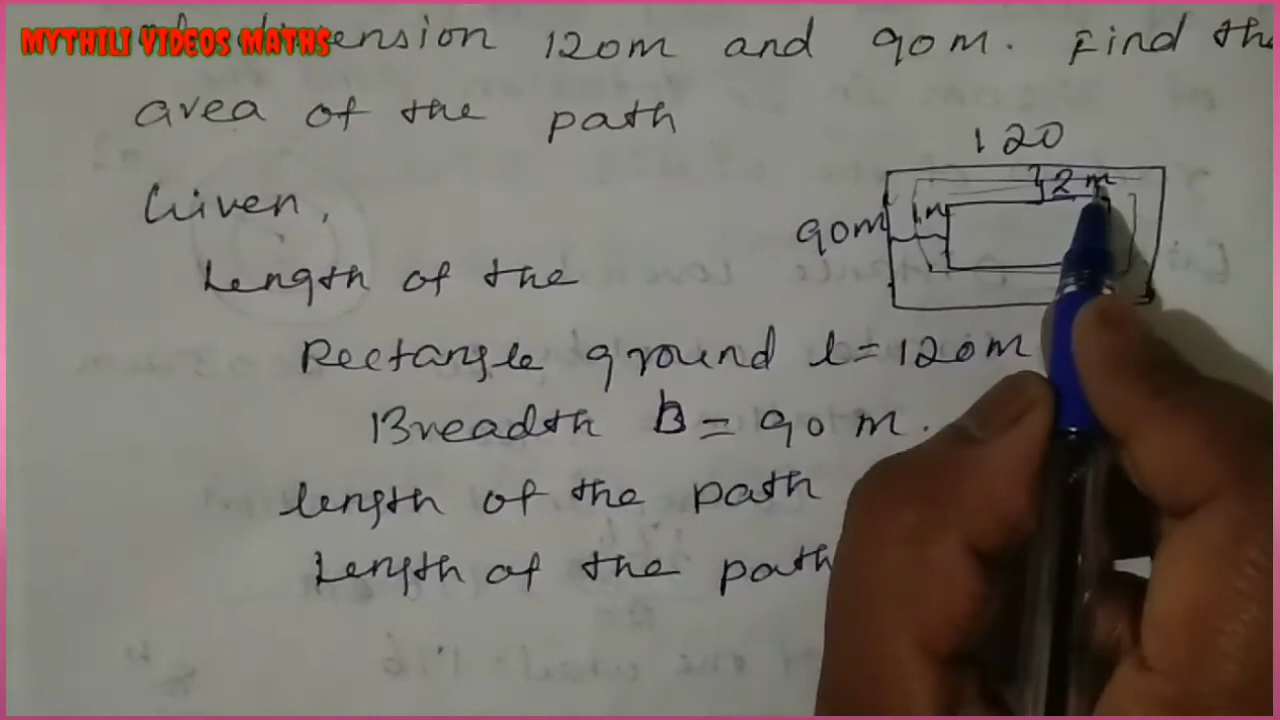 MYTHILI VIDEOS MATHS
ension 120m and 90m. Find the
area of the path
120
Given,
2m
90m
Length of the
Rectangle ground l=120m
Breadth B = 90 m.
length of the path
Length of the path